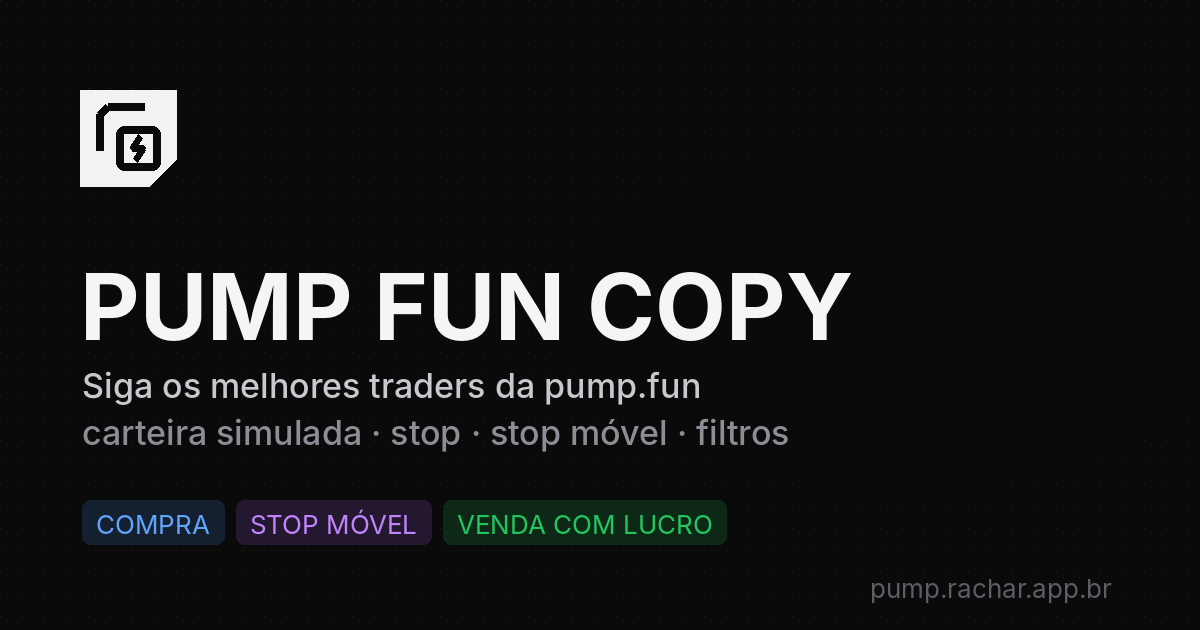 PUMP FUN COPY
Siga os melhores traders da pump.fun
carteira simulada · stop · stop móvel · filtros
COMPRA STOP MÓVEL VENDA COM LUCRO
pump.rachar.app.br